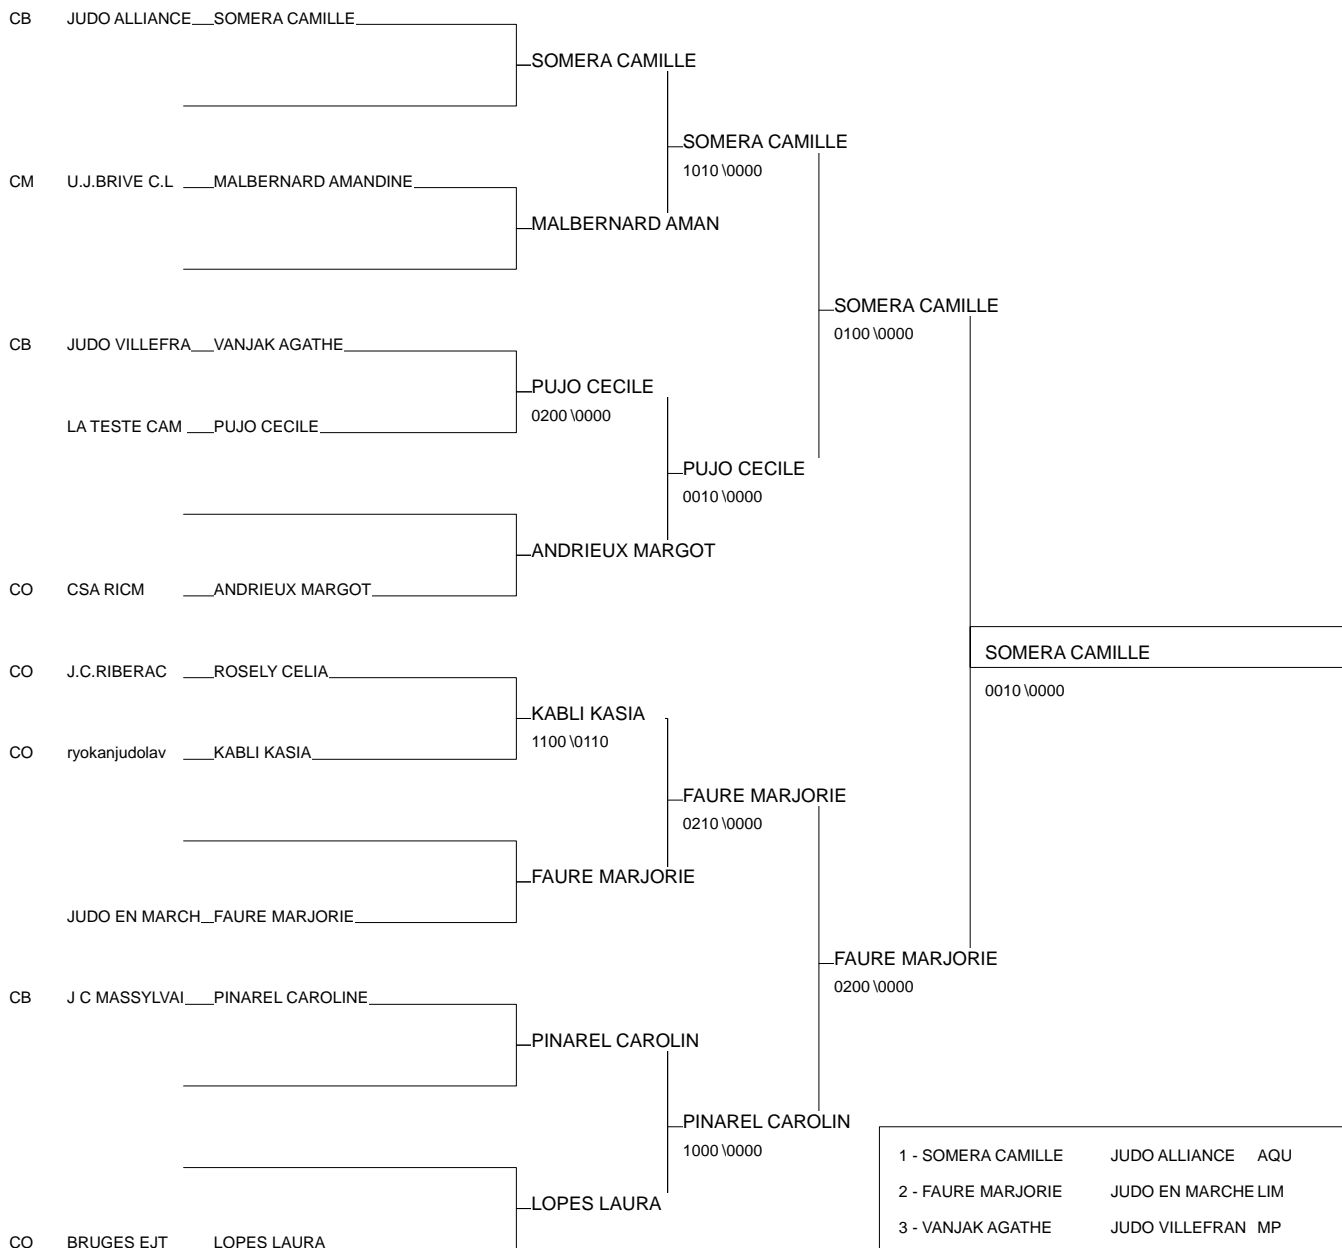 CB JUDO ALLIANCE SOMERA CAMILLE
SOMERA CAMILLE
SOMERA CAMILLE
1010 \0000
CM U.J.BRIVE C.L MALBERNARD AMANDINE
MALBERNARD AMAN
SOMERA CAMILLE
0100 \0000
CB JUDO VILLEFRA VANJAK AGATHE
PUJO CECILE
0200 \0000
LA TESTE CAM PUJO CECILE
PUJO CECILE
0010 \0000
ANDRIEUX MARGOT
CO CSA RICM ANDRIEUX MARGOT
SOMERA CAMILLE
0010 \0000
CO J.C.RIBERAC ROSELY CELIA
KABLI KASIA
1100 \0110
CO ryokanjudolav KABLI KASIA
FAURE MARJORIE
0210 \0000
FAURE MARJORIE
JUDO EN MARCH FAURE MARJORIE
FAURE MARJORIE
0200 \0000
CB J C MASSYLVAI PINAREL CAROLINE
PINAREL CAROLIN
PINAREL CAROLIN
1000 \0000
LOPES LAURA
CO BRUGES EJT LOPES LAURA
1 - SOMERA CAMILLE JUDO ALLIANCE AQU
2 - FAURE MARJORIE JUDO EN MARCHE LIM
3 - VANJAK AGATHE JUDO VILLEFRAN MP